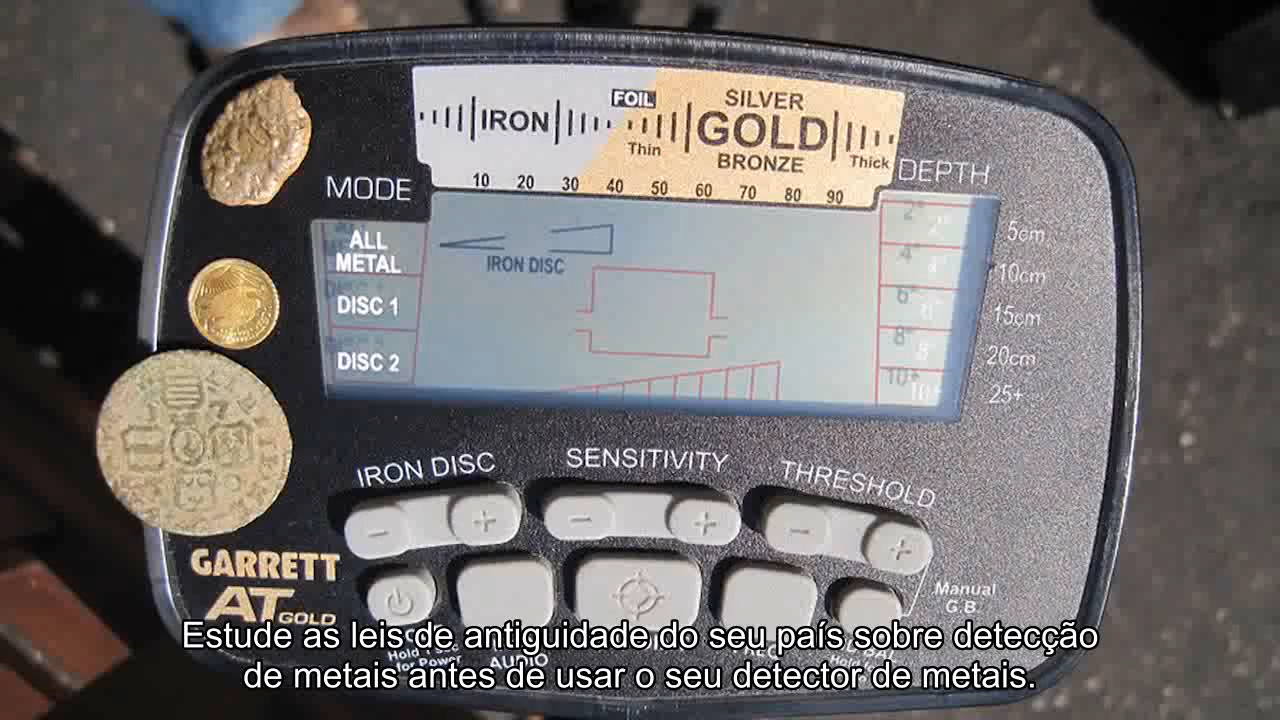 FOIL
SILVER
IRON
GOLD
Thin
BRONZE
Thick
10 20 30 40 50 60 70 80 90
MODE
DEPTH
ALL
METAL
IRON DISC
DISC 1
DISC 2
2"
4"
6"
8"
10+
5cm
10cm
15cm
20cm
25+
IRON DISC
SENSITIVITY
THRESHOLD
- +
- +
- +
GARRETT
AT GOLD
Manual
G.B.
for Power
AUDIO
Estude as leis de antiguidade do seu país sobre detecção
de metais antes de usar o seu detector de metais.